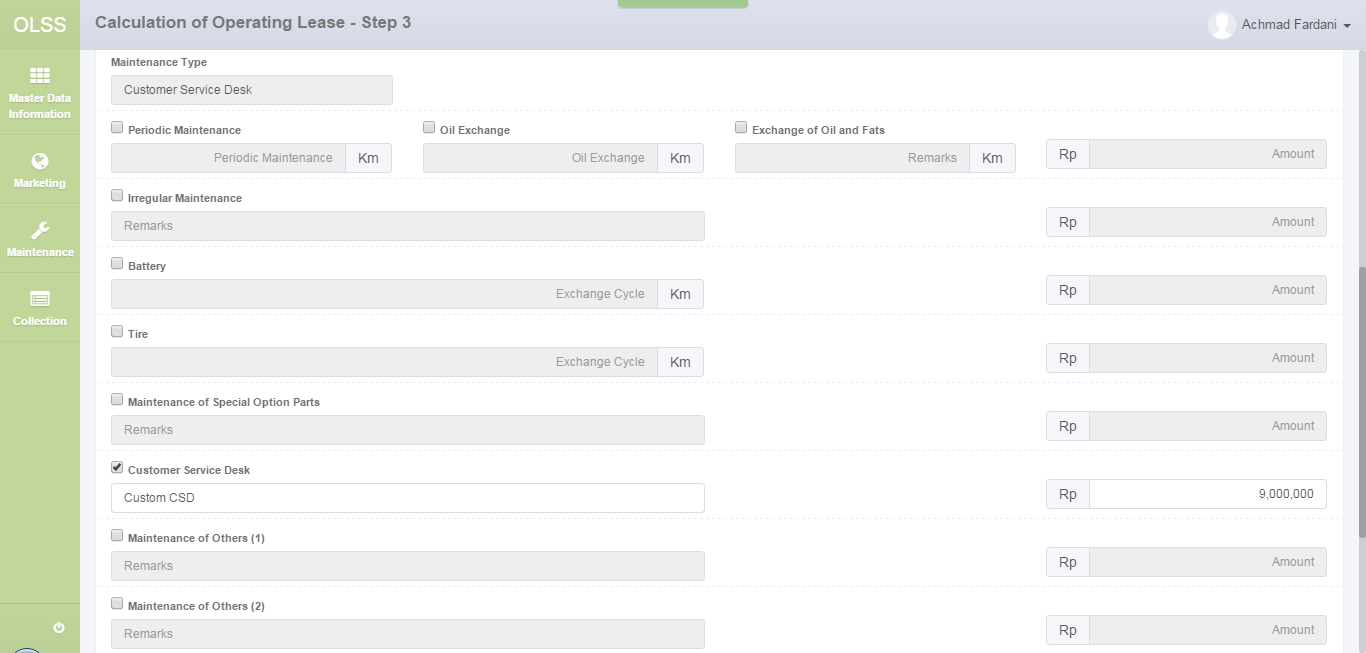 OLSS
Calculation of Operating Lease - Step 3
Achmad Fardani
Master Data
Information
Marketing
Maintenance
Collection
Maintenance Type
Customer Service Desk
Periodic Maintenance
Oil Exchange
Exchange of Oil and Fats
Periodic Maintenance Km
Oil Exchange Km
Remarks Km
Rp Amount
Irregular Maintenance
Remarks
Rp Amount
Battery
Exchange Cycle Km
Rp Amount
Tire
Exchange Cycle Km
Rp Amount
Maintenance of Special Option Parts
Remarks
Rp Amount
Customer Service Desk
Custom CSD
Rp 9,000,000
Maintenance of Others (1)
Remarks
Rp Amount
Maintenance of Others (2)
Remarks
Rp Amount